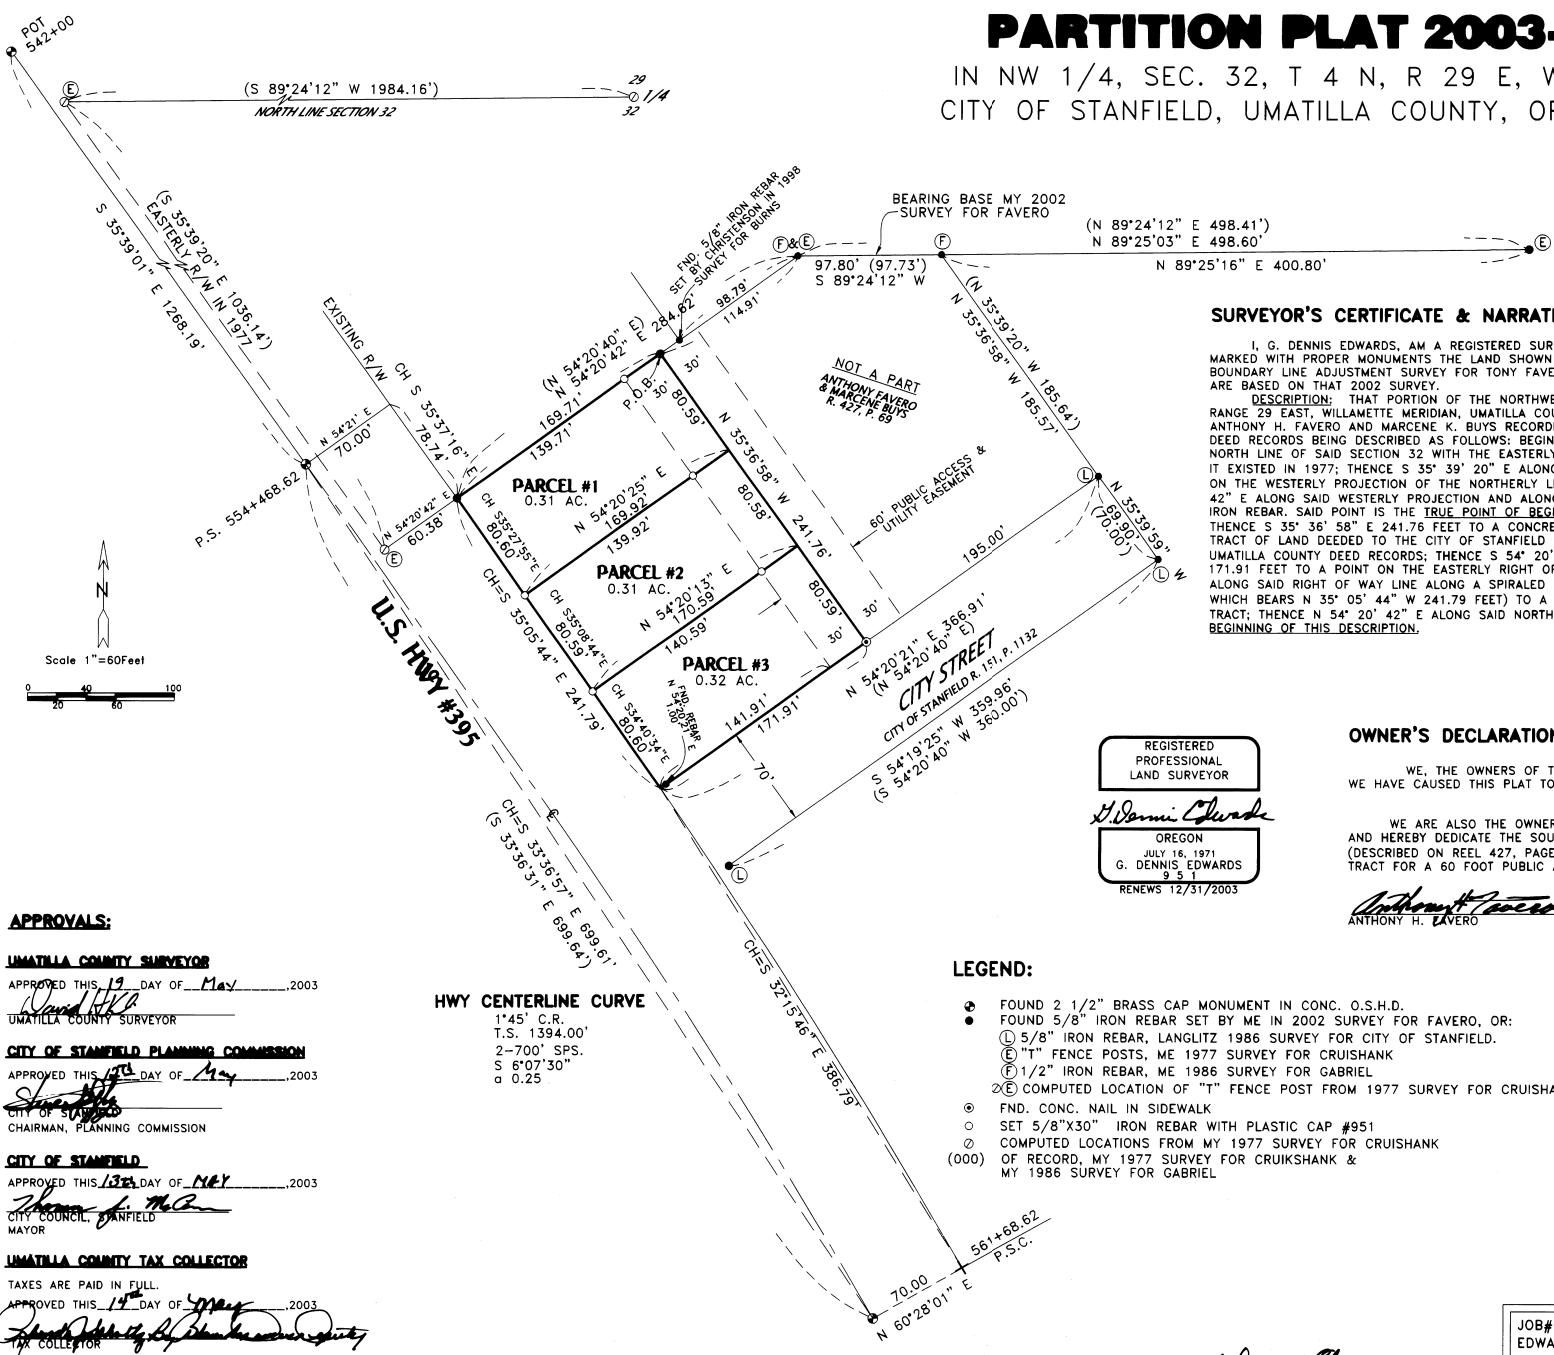 PARTITION PLAT 2003-
IN NW 1/4, SEC. 32, T 4 N, R 29 E, W
CITY OF STANFIELD, UMATILLA COUNTY, OR
POT
542+00
E
(S 89°24'12" W 1984.16')
NORTH LINE SECTION 32
29
1/4
32
(S 35°39'20" E 1036.14')
EASTERLY R/W IN 1977
S 35°39'01" E 1268.19'
EXISTING R/W
CH S 35°37'16" E
78.74'
N 54°21' E
70.00'
P.S. 554+468.62
N 54°20'42" E
60.38'
E
FND. 5/8" IRON REBAR
SET BY CHRISTENSON IN 1998
SURVEY FOR BURNS
BEARING BASE MY 2002
SURVEY FOR FAVERO
F&E
F
E
97.80' (97.73')
S 89°24'12" W
(N 89°24'12" E 498.41')
N 89°25'03" E 498.60'
N 89°25'16" E 400.80'
98.79'
114.91'
(N 54°20'40" E)
N 54°20'42" E 284.62'
169.71'
139.71'
P.O.B.
30'
30'
(N 35°39'20" W 185.64')
N 35°36'58" W 185.57'
NOT A PART
ANTHONY FAVERO
& MARCENE BUYS
R. 427, P. 69
60' PUBLIC ACCESS &
UTILITY EASEMENT
N 35°36'58" W 241.76'
80.59'
80.58'
80.59'
PARCEL #1
0.31 AC.
N 54°20'25" E
169.92'
139.92'
CH S35°27'55"E
80.60'
PARCEL #2
0.31 AC.
N 54°20'13" E
170.59'
140.59'
CH S35°08'44"E
80.59'
CH=S 35°05'44" E 241.79'
PARCEL #3
0.32 AC.
CH S34°40'34"E
80.60'
FND. REBAR
N 54°20'21" E
1.00'
141.91'
171.91'
30'
30'
L
195.00'
N 35°39'59" W
69.90'
(70.00')
L
N 54°20'21" E 366.91'
(N 54°20'40" E)
CITY STREET
CITY OF STANFIELD R. 151, P. 1132
S 54°19'25" W 359.96'
(S 54°20'40" W 360.00')
70'
L
N
Scale 1"=60Feet
0 40 100
20 60
U.S. HWY #395
CH=S 33°36'57" E 699.61'
(S 33°36'31" E 699.64')
CH=S 32°15'46" E 386.79'
561+68.62
P.S.C.
70.00
N 60°28'01" E
HWY CENTERLINE CURVE
1°45' C.R.
T.S. 1394.00'
2-700' SPS.
S 6°07'30"
a 0.25
SURVEYOR'S CERTIFICATE & NARRATI
I, G. DENNIS EDWARDS, AM A REGISTERED SUR
MARKED WITH PROPER MONUMENTS THE LAND SHOWN
BOUNDARY LINE ADJUSTMENT SURVEY FOR TONY FAVE
ARE BASED ON THAT 2002 SURVEY.
DESCRIPTION: THAT PORTION OF THE NORTHWE
RANGE 29 EAST, WILLAMETTE MERIDIAN, UMATILLA COU
ANTHONY H. FAVERO AND MARCENE K. BUYS RECORD
DEED RECORDS BEING DESCRIBED AS FOLLOWS: BEGIN
NORTH LINE OF SAID SECTION 32 WITH THE EASTERLY
IT EXISTED IN 1977; THENCE S 35° 39' 20" E ALONG
ON THE WESTERLY PROJECTION OF THE NORTHERLY LI
42" E ALONG SAID WESTERLY PROJECTION AND ALONG
IRON REBAR. SAID POINT IS THE TRUE POINT OF BEGI
THENCE S 35° 36' 58" E 241.76 FEET TO A CONCRE
TRACT OF LAND DEEDED TO THE CITY OF STANFIELD
UMATILLA COUNTY DEED RECORDS; THENCE S 54° 20'
171.91 FEET TO A POINT ON THE EASTERLY RIGHT OF
ALONG SAID RIGHT OF WAY LINE ALONG A SPIRALED
WHICH BEARS N 35° 05' 44" W 241.79 FEET) TO A
TRACT; THENCE N 54° 20' 42" E ALONG SAID NORTH
BEGINNING OF THIS DESCRIPTION.
REGISTERED
PROFESSIONAL
LAND SURVEYOR
G. Dennis Edwards
OREGON
JULY 16, 1971
G. DENNIS EDWARDS
9 5 1
RENEWS 12/31/2003
OWNER'S DECLARATION
WE, THE OWNERS OF T
WE HAVE CAUSED THIS PLAT TO
WE ARE ALSO THE OWNER
AND HEREBY DEDICATE THE SOU
(DESCRIBED ON REEL 427, PAGE
TRACT FOR A 60 FOOT PUBLIC
Anthony H Favero
ANTHONY H. FAVERO
APPROVALS:
UMATILLA COUNTY SURVEYOR
APPROVED THIS 19 DAY OF May ,2003
UMATILLA COUNTY SURVEYOR
CITY OF STANFIELD PLANNING COMMISSION
APPROVED THIS 12th DAY OF May ,2003
CITY OF STANFIELD
CHAIRMAN, PLANNING COMMISSION
CITY OF STANFIELD
APPROVED THIS 13th DAY OF MAY ,2003
Thomas J. McCann
CITY COUNCIL, STANFIELD
MAYOR
UMATILLA COUNTY TAX COLLECTOR
TAXES ARE PAID IN FULL.
APPROVED THIS 14th DAY OF May ,2003
TAX COLLECTOR
LEGEND:
FOUND 2 1/2" BRASS CAP MONUMENT IN CONC. O.S.H.D.
FOUND 5/8" IRON REBAR SET BY ME IN 2002 SURVEY FOR FAVERO, OR:
L 5/8" IRON REBAR, LANGLITZ 1986 SURVEY FOR CITY OF STANFIELD.
E "T" FENCE POSTS, ME 1977 SURVEY FOR CRUISHANK
F 1/2" IRON REBAR, ME 1986 SURVEY FOR GABRIEL
E COMPUTED LOCATION OF "T" FENCE POST FROM 1977 SURVEY FOR CRUISHA
FND. CONC. NAIL IN SIDEWALK
SET 5/8"X30" IRON REBAR WITH PLASTIC CAP #951
COMPUTED LOCATIONS FROM MY 1977 SURVEY FOR CRUISHANK
(000) OF RECORD, MY 1977 SURVEY FOR CRUIKSHANK &
MY 1986 SURVEY FOR GABRIEL
JOB#
EDWA